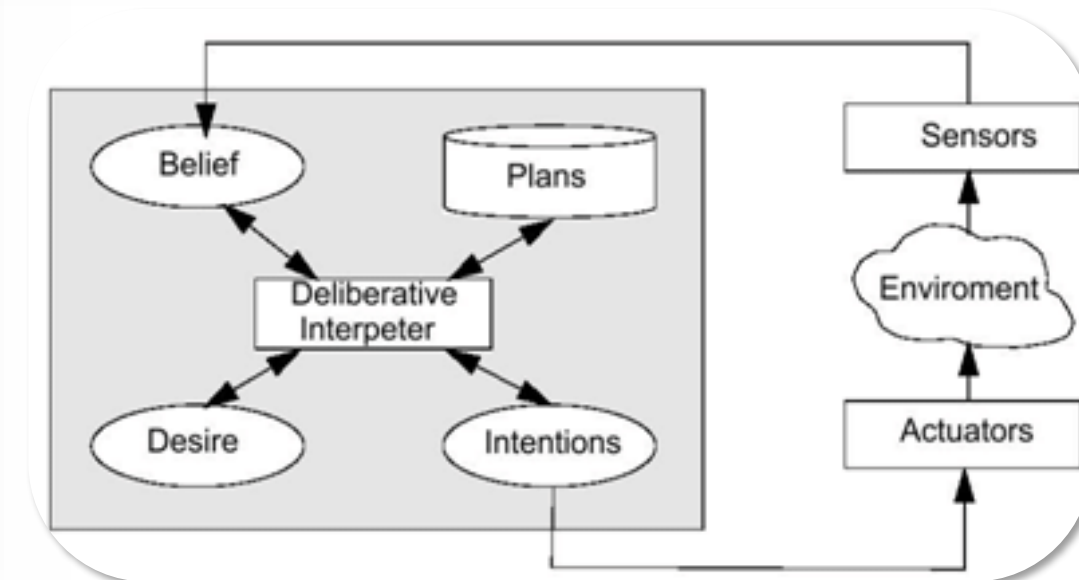 Sensors
Belief
Plans
Enviroment
Deliberative
Interpeter
Desire
Intentions
Actuators